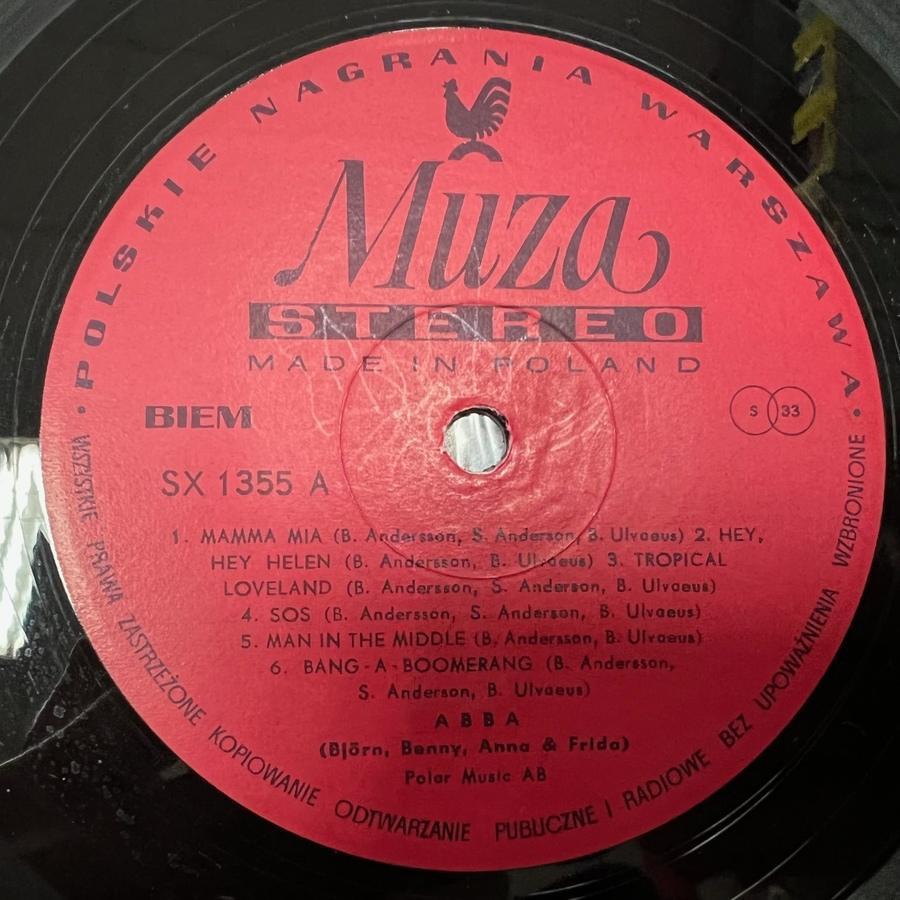 • POLSKIE NAGRANIA WARSZAWA •
Muza
STEREO
MADE IN POLAND
BIEM
S 33
SX 1355 A
1. MAMMA MIA (B. Andersson, S. Anderson, B. Ulvaeus) 2. HEY,
HEY HELEN (B. Andersson, B. Ulvaeus) 3. TROPICAL
LOVELAND (B. Andersson, S. Anderson, B. Ulvaeus)
4. SOS (B. Andersson, S. Anderson, B. Ulvaeus)
5. MAN IN THE MIDDLE (B. Andersson, B. Ulvaeus)
6. BANG-A-BOOMERANG (B. Andersson,
S. Anderson, B. Ulvaeus)
ABBA
(Björn, Benny, Anna & Frida)
Polar Music AB
WSZYSTKIE PRAWA ZASTRZEŻONE KOPIOWANIE ODTWARZANIE PUBLICZNE I RADIOWE BEZ UPOWAŻNIENIA WZBRONIONE